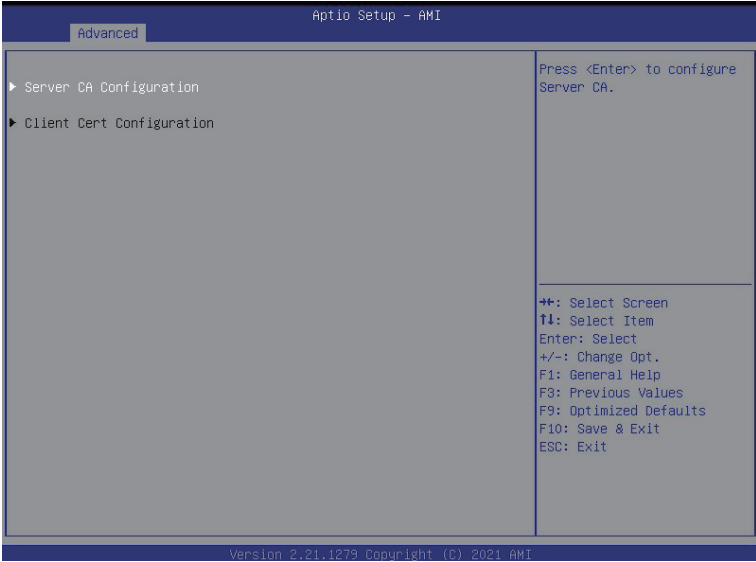 Aptio Setup – AMI
Advanced
▶ Server CA Configuration
▶ Client Cert Configuration
Press <Enter> to configure
Server CA.
→←: Select Screen
↑↓: Select Item
Enter: Select
+/-: Change Opt.
F1: General Help
F3: Previous Values
F9: Optimized Defaults
F10: Save & Exit
ESC: Exit
Version 2.21.1279 Copyright (C) 2021 AMI